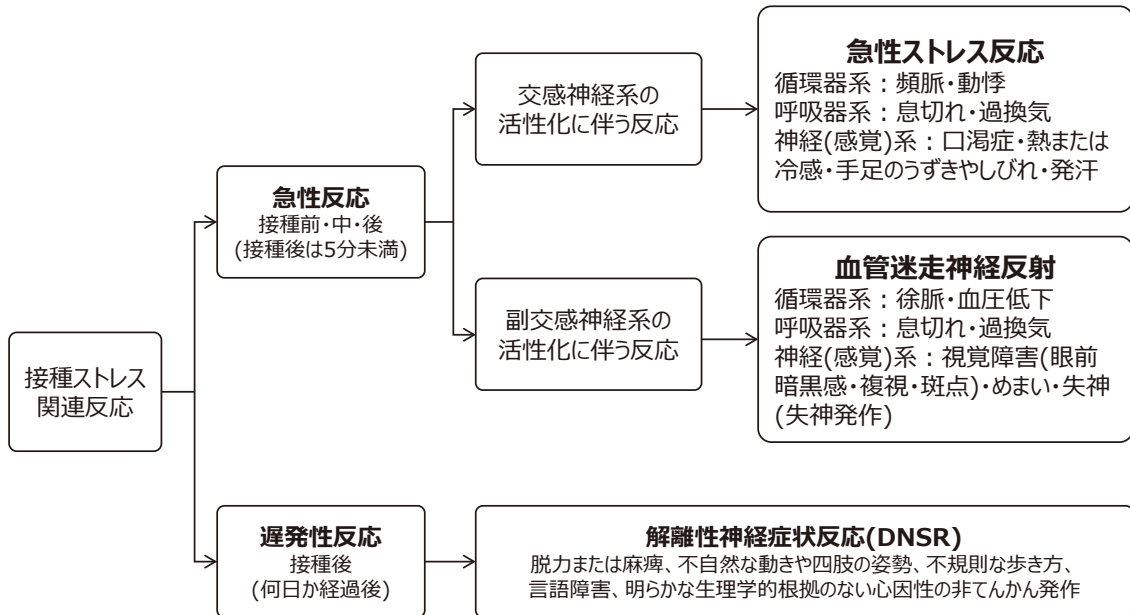 接種ストレス
関連反応
急性反応
接種前・中・後
(接種後は5分未満)
交感神経系の
活性化に伴う反応
急性ストレス反応
循環器系：頻脈・動悸
呼吸器系：息切れ・過換気
神経(感覚)系：口渇症・熱または
冷感・手足のうずきやしびれ・発汗
副交感神経系の
活性化に伴う反応
血管迷走神経反射
循環器系：徐脈・血圧低下
呼吸器系：息切れ・過換気
神経(感覚)系：視覚障害(眼前
暗黒感・複視・斑点)・めまい・失神
(失神発作)
遅発性反応
接種後
(何日か経過後)
解離性神経症状反応(DNSR)
脱力または麻痺、不自然な動きや四肢の姿勢、不規則な歩き方、
言語障害、明らかな生理学的根拠のない心因性の非てんかん発作